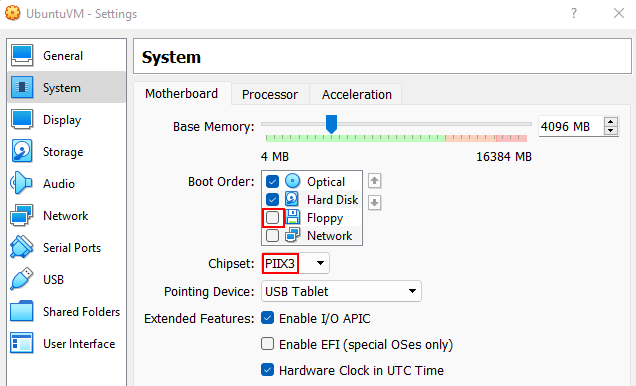 UbuntuVM - Settings
?
General
System
Display
Storage
Audio
Network
Serial Ports
USB
Shared Folders
User Interface
System
Motherboard Processor Acceleration
Base Memory: 4096 MB
4 MB 16384 MB
Boot Order: Optical
Hard Disk
Floppy
Network
Chipset: PIIX3
Pointing Device: USB Tablet
Extended Features: Enable I/O APIC
Enable EFI (special OSes only)
Hardware Clock in UTC Time